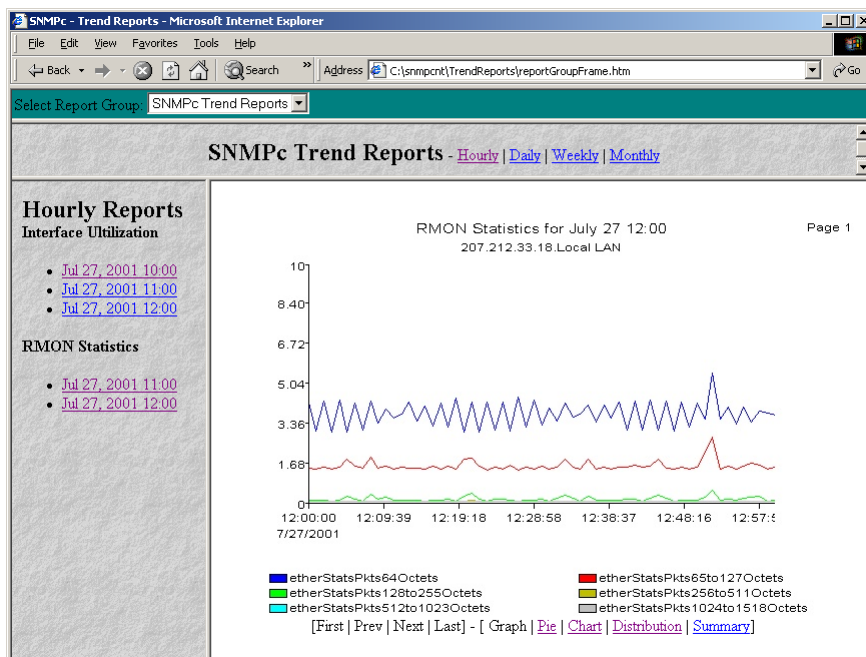 SNMPc - Trend Reports - Microsoft Internet Explorer
File Edit View Favorites Tools Help
Back Search » Address C:\snmpcnt\TrendReports\reportGroupFrame.htm Go
Select Report Group: SNMPc Trend Reports
SNMPc Trend Reports - Hourly | Daily | Weekly | Monthly
Hourly Reports
Interface Ultilization
Jul 27, 2001 10:00
Jul 27, 2001 11:00
Jul 27, 2001 12:00
RMON Statistics
Jul 27, 2001 11:00
Jul 27, 2001 12:00
RMON Statistics for July 27 12:00 Page 1
207.212.33.18.Local LAN
10
8.40
6.72
5.04
3.36
1.68
0
12:00:00 12:09:39 12:19:18 12:28:58 12:38:37 12:48:16
7/27/2001
etherStatsPkts64Octets etherStatsPkts65to127Octets
etherStatsPkts128to255Octets etherStatsPkts256to511Octets
etherStatsPkts512to1023Octets etherStatsPkts1024to1518Octets
[First | Prev | Next | Last] - [ Graph | Pie | Chart | Distribution | Summary]